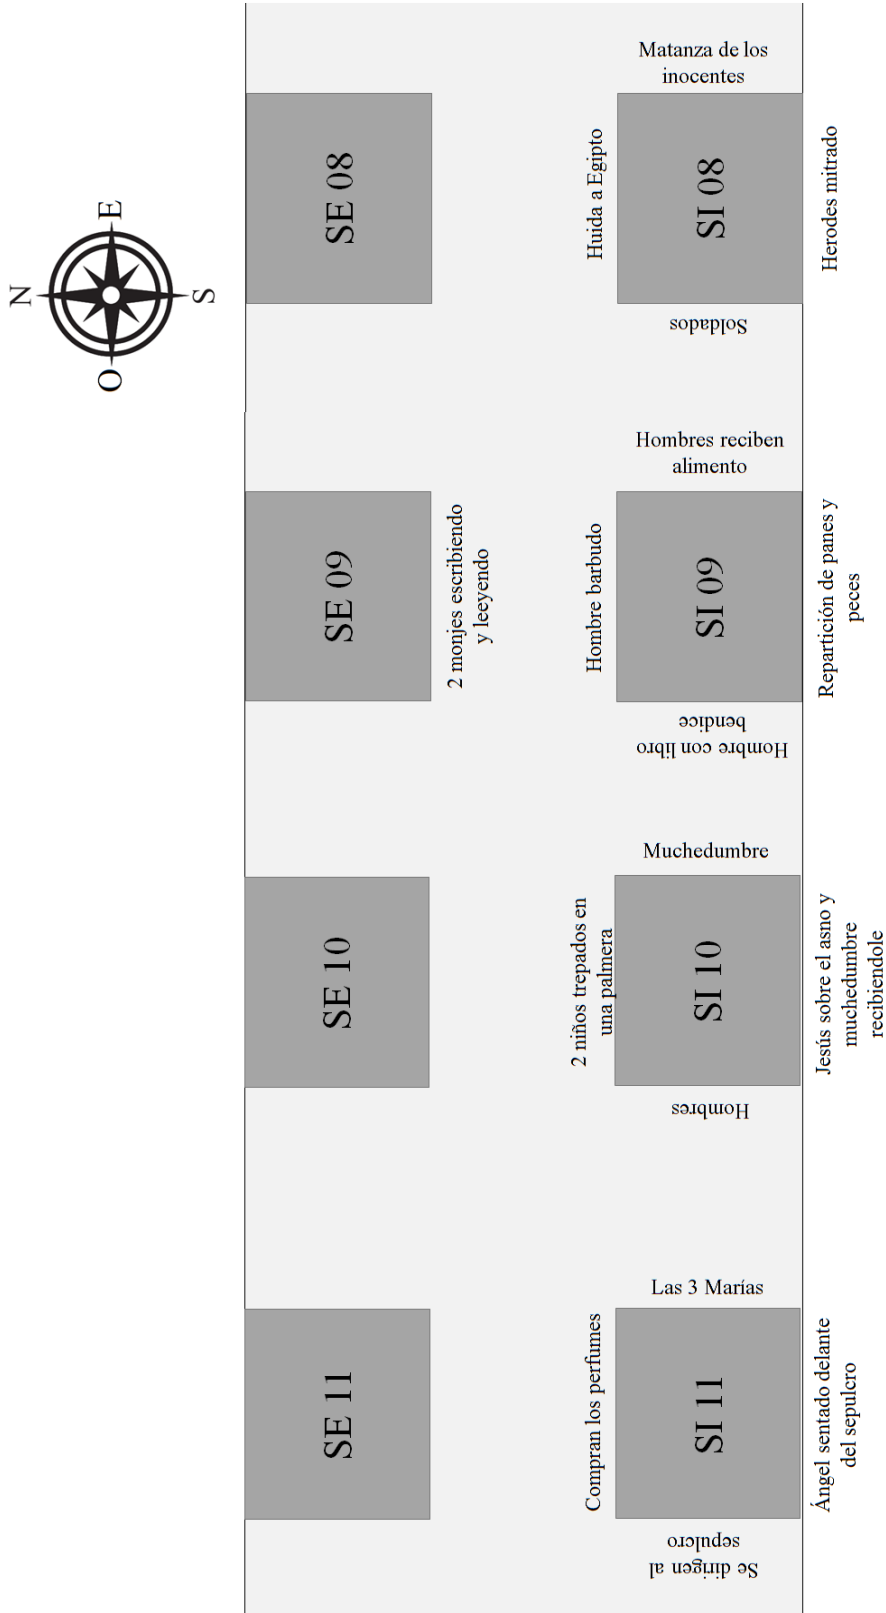 N
O
E
S
SE 08
Matanza de los
inocentes
Huida a Egipto
SI 08
Herodes mitrado
Soldados
SE 09
2 monjes escribiendo
y leeyendo
Hombres reciben
alimento
Hombre barbudo
SI 09
Repartición de panes y
peces
Hombre con libro
bendice
SE 10
Muchedumbre
2 niños trepados en
una palmera
SI 10
Jesús sobre el asno y
muchedumbre
recibiendole
Hombres
SE 11
Las 3 Marías
Compran los perfumes
SI 11
Ángel sentado delante
del sepulcro
Se dirigen al
sepulcro